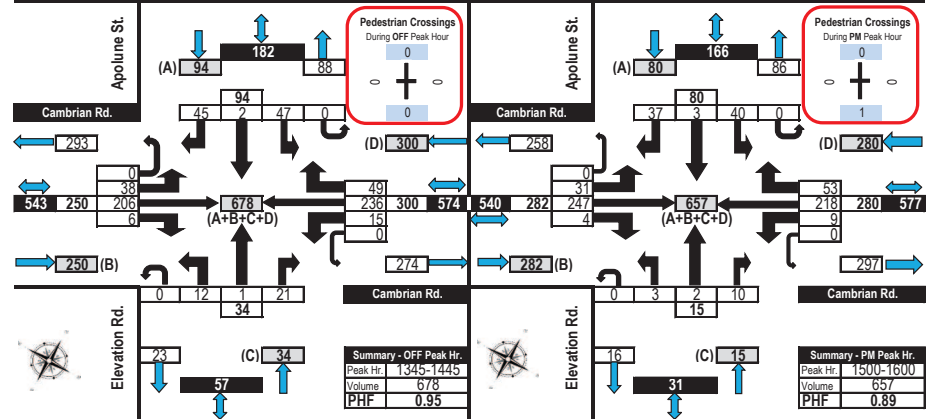 Apolune St.
182
(A) 94
88
Pedestrian Crossings
During OFF Peak Hour
0
0 0
0
94
45 2 47 0
Cambrian Rd.
293
(D) 300
0
38
206
6
543 250
678
(A+B+C+D)
49
236
15
0
300 574
250 (B)
274
0 12 1 21
34
Cambrian Rd.
Elevation Rd.
23
(C) 34
57
Summary - OFF Peak Hr.
Peak Hr. 1345-1445
Volume 678
PHF 0.95
Apolune St.
166
(A) 80
86
Pedestrian Crossings
During PM Peak Hour
0
0 0
1
80
37 3 40 0
Cambrian Rd.
258
(D) 280
0
31
247
4
540 282
657
(A+B+C+D)
53
218
9
0
280 577
282 (B)
297
0 3 2 10
15
Cambrian Rd.
Elevation Rd.
16
(C) 15
31
Summary - PM Peak Hr.
Peak Hr. 1500-1600
Volume 657
PHF 0.89